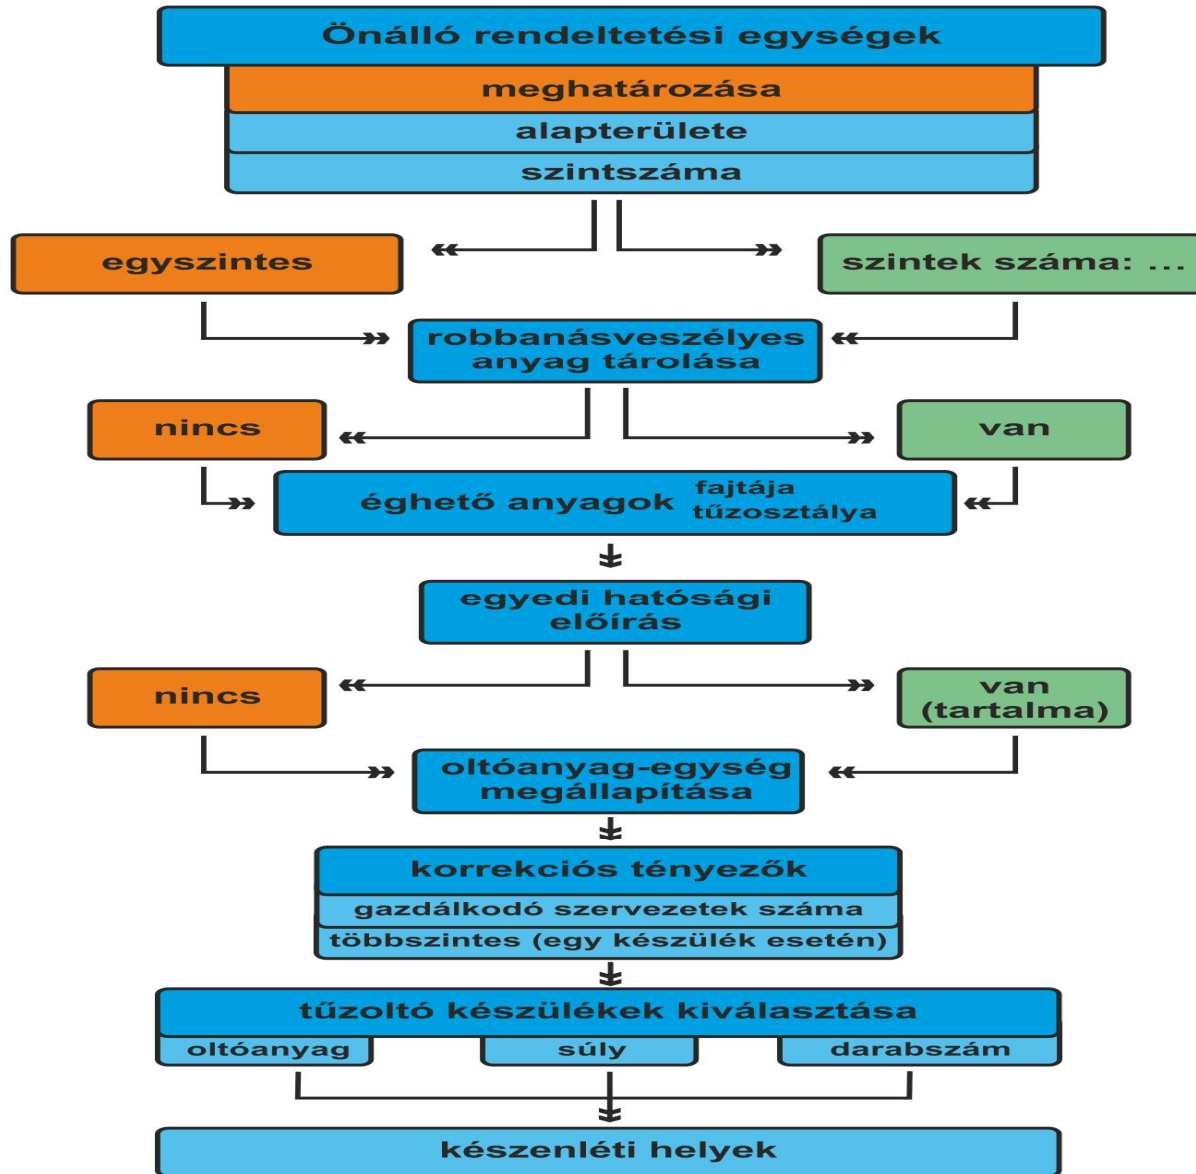 Önálló rendeltetési egységek
meghatározása
alapterülete
szintszáma
egyszintes
szintek száma: ...
robbanásveszélyes
anyag tárolása
nincs
van
éghető anyagok
fajtája
tűzosztálya
egyedi hatósági
előírás
nincs
van
(tartalma)
oltóanyag-egység
megállapítása
korrekciós tényezők
gazdálkodó szervezetek száma
többszintes (egy készülék esetén)
tűzoltó készülékek kiválasztása
oltóanyag
súly
darabszám
készenléti helyek